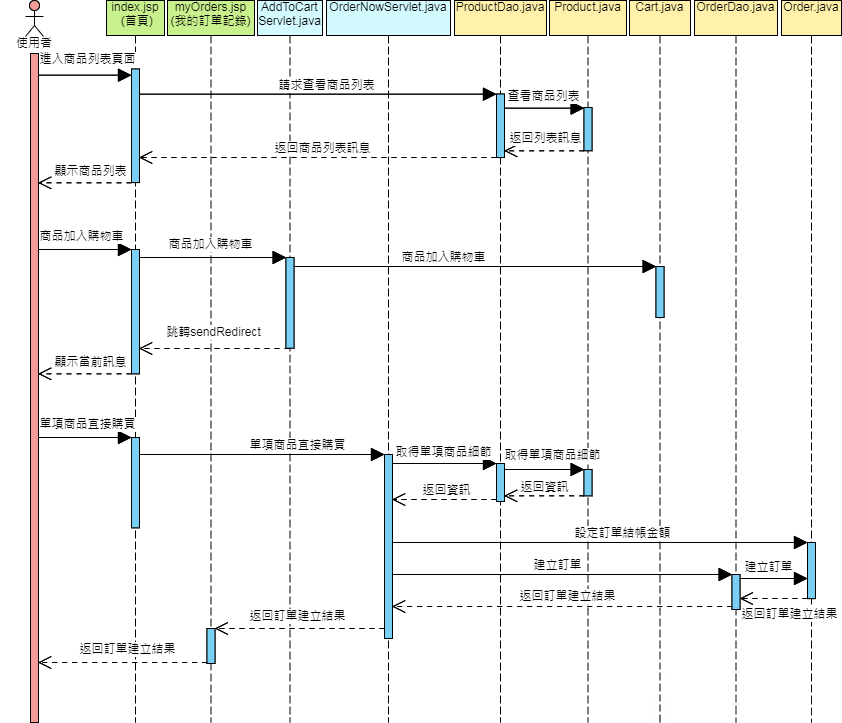 index.jsp
(首頁)
myOrders.jsp
(我的訂單記錄)
AddToCart
Servlet.java
OrderNowServlet.java
ProductDao.java
Product.java
Cart.java
OrderDao.java
Order.java
使用者
進入商品列表頁面
請求查看商品列表
查看商品列表
返回列表訊息
返回商品列表訊息
顯示商品列表
商品加入購物車
商品加入購物車
商品加入購物車
跳轉sendRedirect
顯示當前訊息
單項商品直接購買
單項商品直接購買
取得單項商品細節
取得單項商品細節
返回資訊
返回資訊
設定訂單結帳金額
建立訂單
建立訂單
返回訂單建立結果
返回訂單建立結果
返回訂單建立結果
返回訂單建立結果